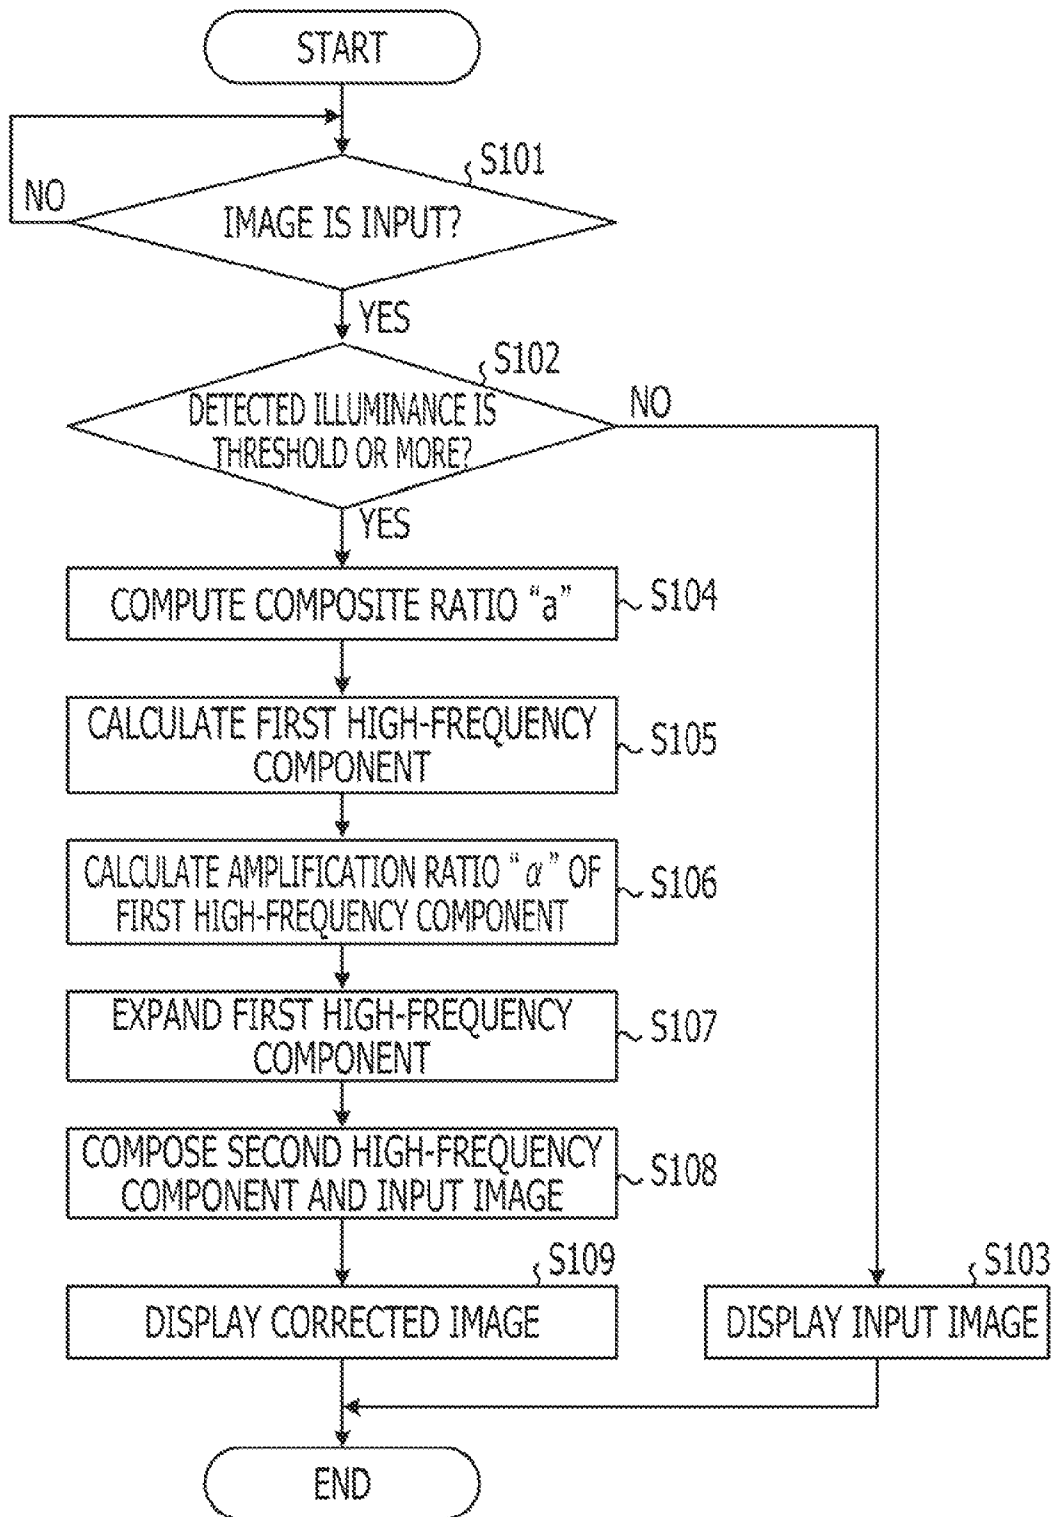 START
S101
NO
IMAGE IS INPUT?
YES
S102
DETECTED ILLUMINANCE IS
THRESHOLD OR MORE?
NO
YES
COMPUTE COMPOSITE RATIO “a”
S104
CALCULATE FIRST HIGH-FREQUENCY
COMPONENT
S105
CALCULATE AMPLIFICATION RATIO “α” OF
FIRST HIGH-FREQUENCY COMPONENT
S106
EXPAND FIRST HIGH-FREQUENCY
COMPONENT
S107
COMPOSE SECOND HIGH-FREQUENCY
COMPONENT AND INPUT IMAGE
S108
S109
DISPLAY CORRECTED IMAGE
S103
DISPLAY INPUT IMAGE
END